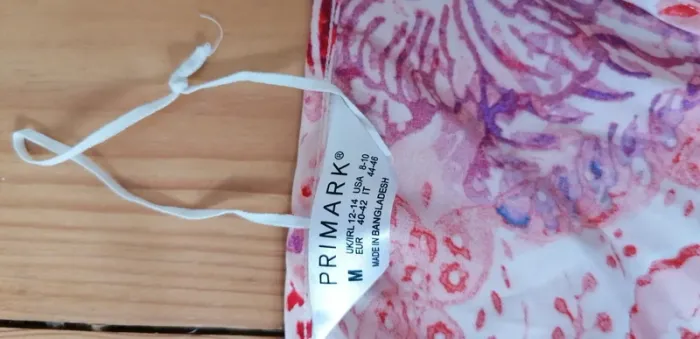 PRIMARK®
M UK/IRL 12-14 USA 8-10
EUR 40-42 IT 44-46
MADE IN BANGLADESH